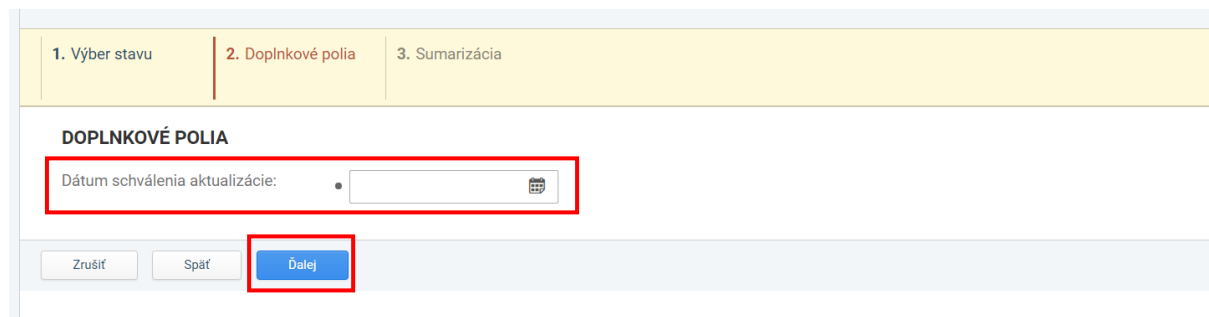 1. Výber stavu
2. Doplnkové polia
3. Sumarizácia
DOPLNKOVÉ POLIA
Dátum schválenia aktualizácie:
Zrušiť Späť Ďalej